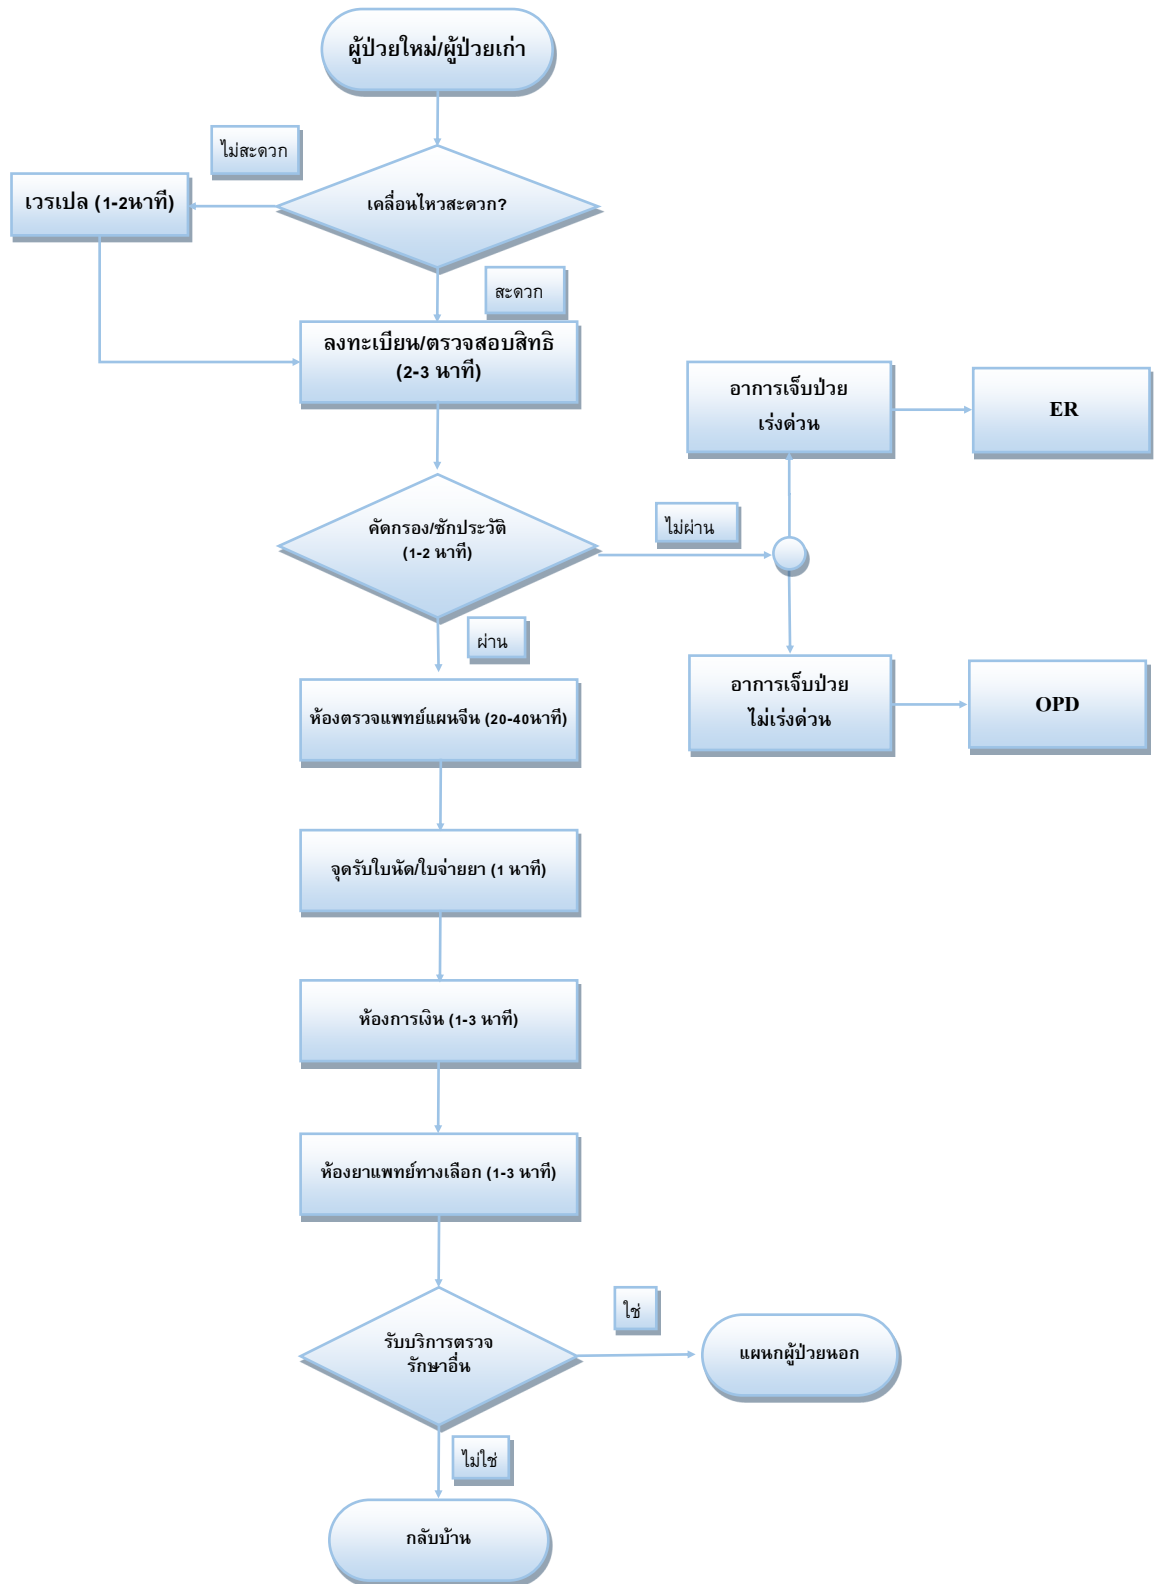 ผู้ป่วยใหม่/ผู้ป่วยเก่า
ไม่สะดวก
เวรเปล (1-2นาที)
เคลื่อนไหวสะดวก?
สะดวก
ลงทะเบียน/ตรวจสอบสิทธิ
(2-3 นาที)
อาการเจ็บป่วย
เร่งด่วน
ER
คัดกรอง/ซักประวัติ
(1-2 นาที)
ไม่ผ่าน
ผ่าน
อาการเจ็บป่วย
ไม่เร่งด่วน
OPD
ห้องตรวจแพทย์แผนจีน (20-40นาที)
จุดรับใบนัด/ใบจ่ายยา (1 นาที)
ห้องการเงิน (1-3 นาที)
ห้องยาแพทย์ทางเลือก (1-3 นาที)
รับบริการตรวจ
รักษาอื่น
ใช่
แผนกผู้ป่วยนอก
ไม่ใช่
กลับบ้าน